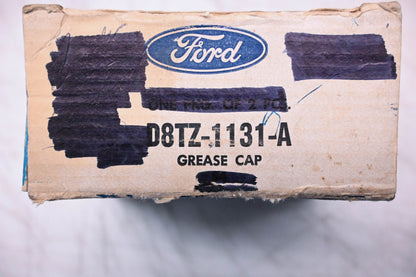 Ford
ONE PKG. OF 2 PCS.
D8TZ-1131-A
GREASE CAP